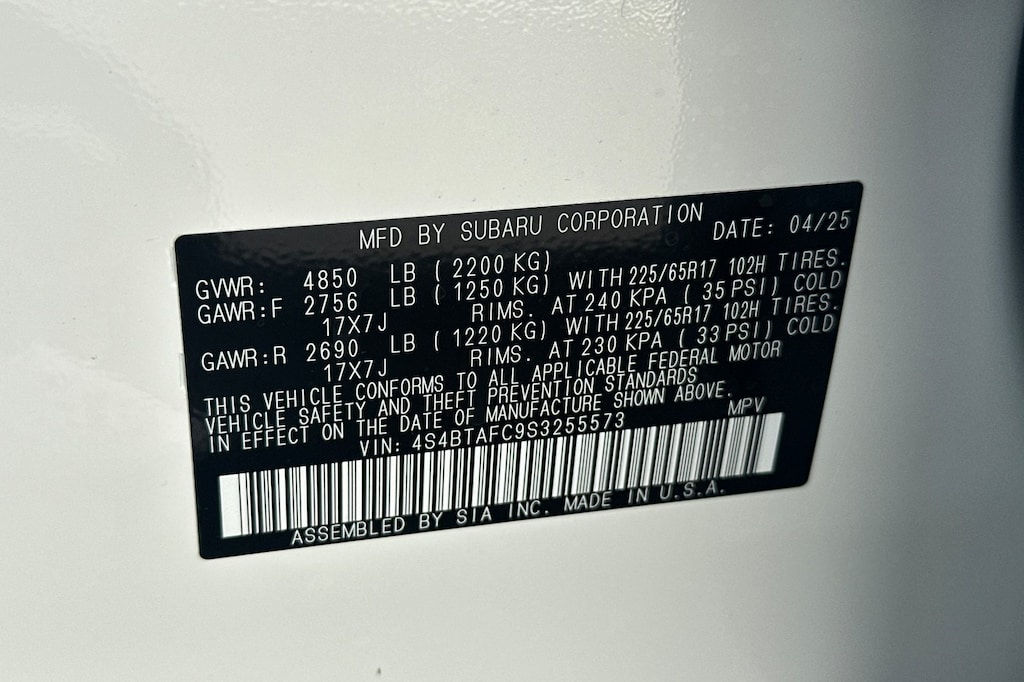 MFD BY SUBARU CORPORATION DATE: 04/25
GVWR: 4850 LB ( 2200 KG)
GAWR:F 2756 LB ( 1250 KG) WITH 225/65R17 102H TIRES.
17X7J RIMS. AT 240 KPA ( 35 PSI) COLD
GAWR:R 2690 LB ( 1220 KG) WITH 225/65R17 102H TIRES.
17X7J RIMS. AT 230 KPA ( 33 PSI) COLD
THIS VEHICLE CONFORMS TO ALL APPLICABLE FEDERAL MOTOR
VEHICLE SAFETY AND THEFT PREVENTION STANDARDS
IN EFFECT ON THE DATE OF MANUFACTURE SHOWN ABOVE.
VIN: 4S4BTAFC9S3255573 MPV
ASSEMBLED BY SIA INC. MADE IN U.S.A.